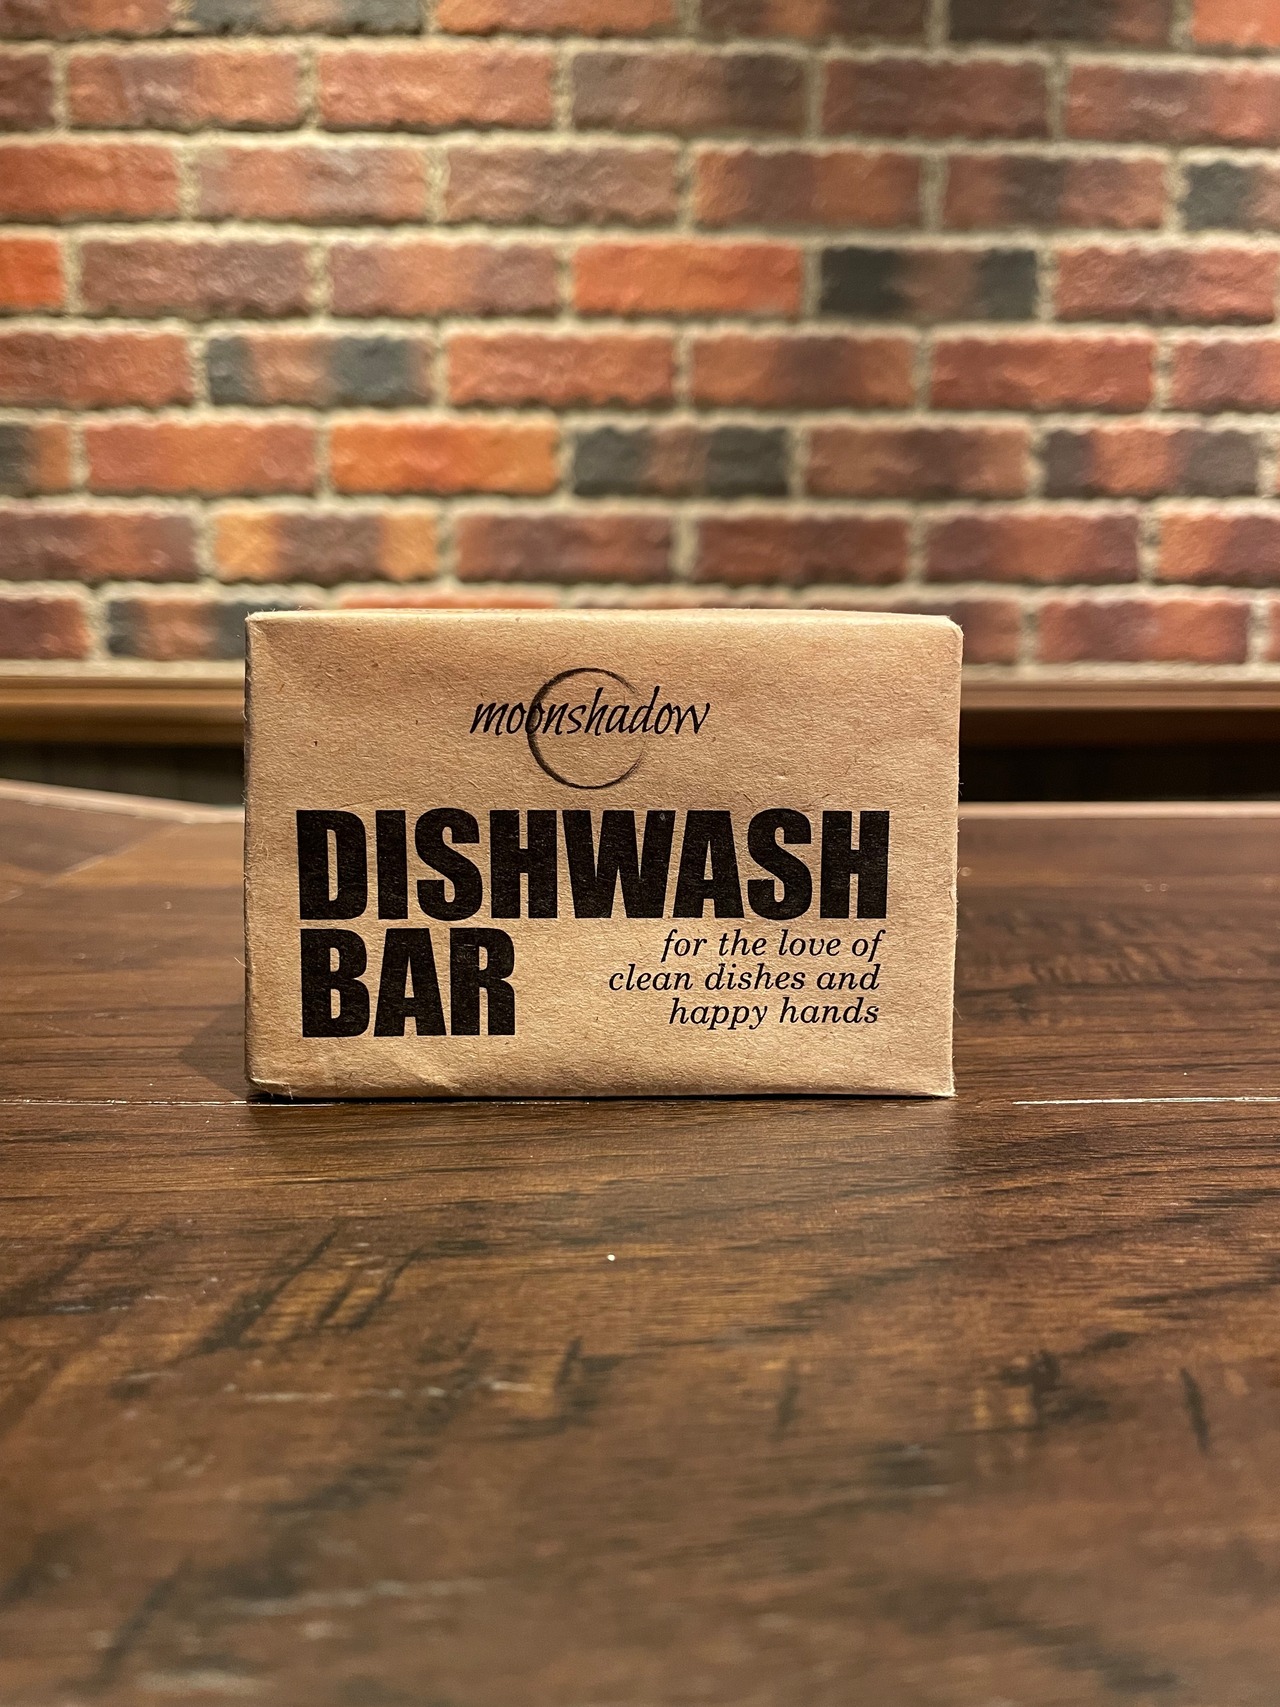 moonshadow
DISHWASH
BAR
for the love of
clean dishes and
happy hands